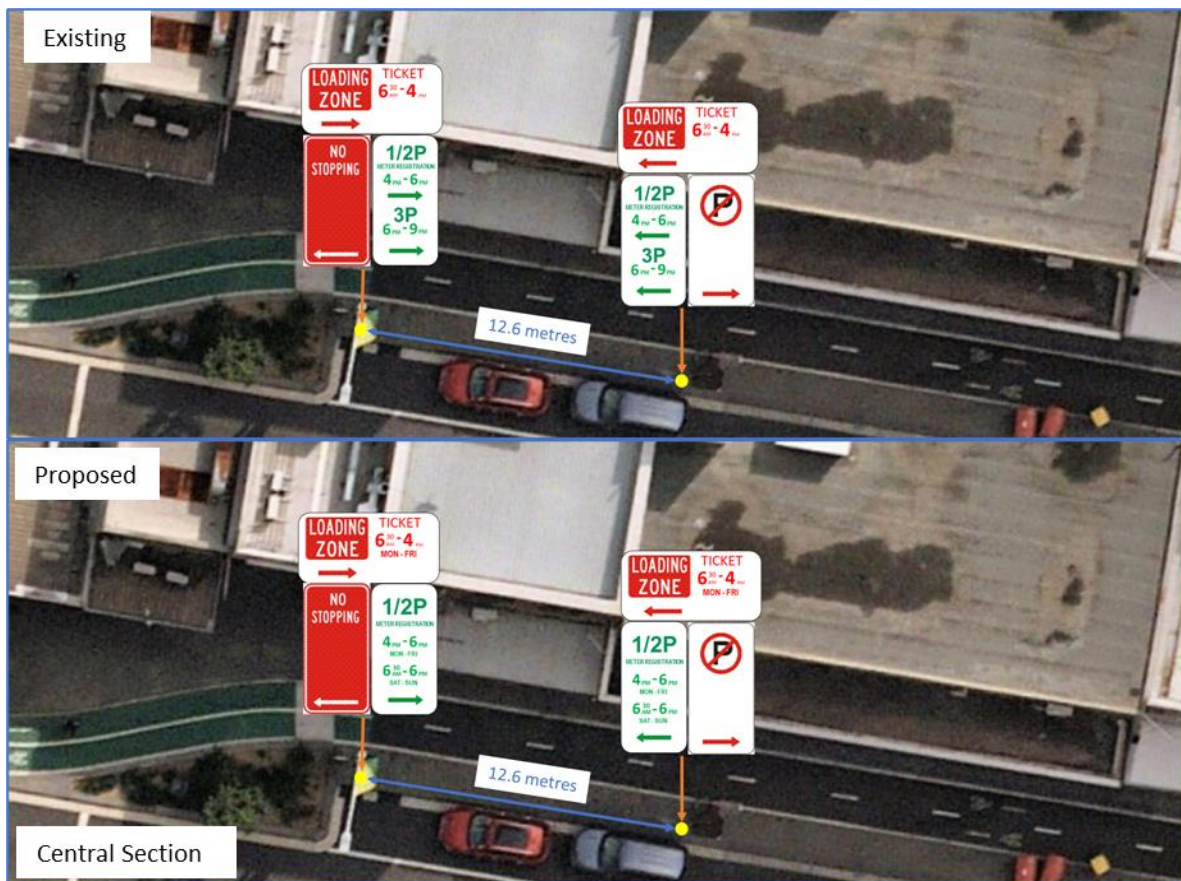 Existing
LOADING ZONE
TICKET
6 30 AM - 4 PM
NO STOPPING
1/2P
METER REGISTRATION
4 PM - 6 PM
3P
6 PM - 9 PM
LOADING ZONE
TICKET
6 30 AM - 4 PM
1/2P
METER REGISTRATION
4 PM - 6 PM
3P
6 PM - 9 PM
P
12.6 metres
Proposed
LOADING ZONE
TICKET
6 30 AM - 4 PM
MON - FRI
NO STOPPING
1/2P
METER REGISTRATION
4 PM - 6 PM
MON - FRI
6 30 AM - 6 PM
SAT - SUN
LOADING ZONE
TICKET
6 30 AM - 4 PM
MON - FRI
1/2P
METER REGISTRATION
4 PM - 6 PM
MON - FRI
6 30 AM - 6 PM
SAT - SUN
P
12.6 metres
Central Section